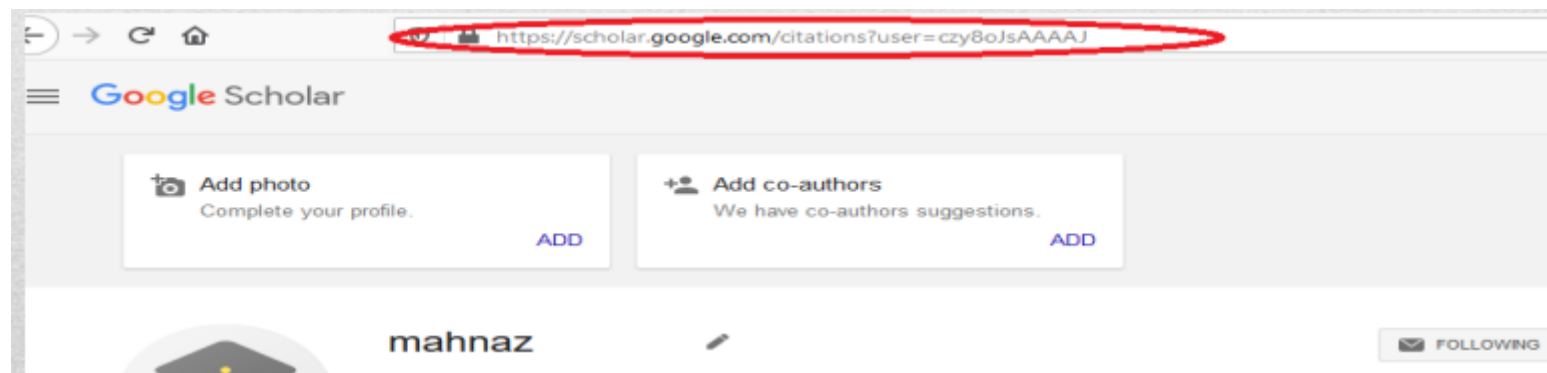 https://scholar.google.com/citations?user=czy8oJsAAAAJ
Google Scholar
Add photo
Complete your profile.
ADD
Add co-authors
We have co-authors suggestions.
ADD
mahnaz
FOLLOWING